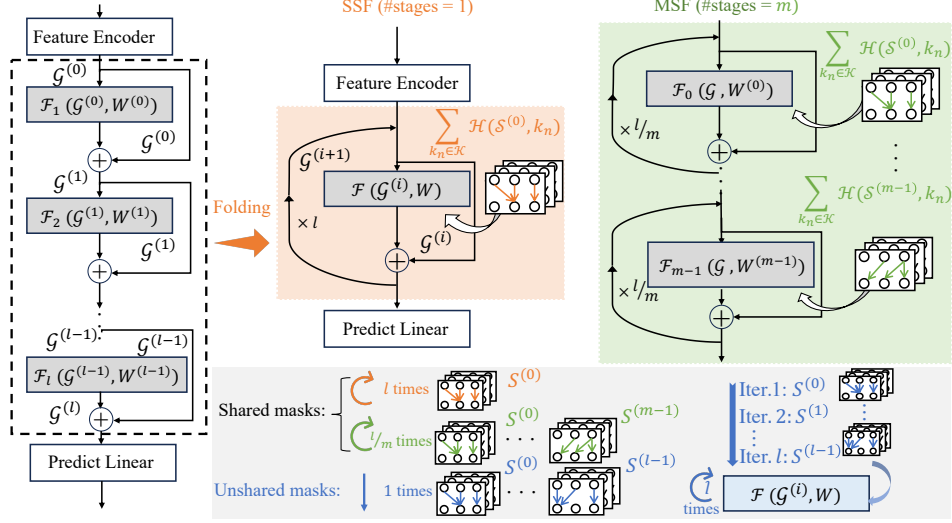 Feature Encoder
𝒢^(0)
ℱ₁ (𝒢^(0), W^(0))
𝒢^(0)
𝒢^(1)
ℱ₂ (𝒢^(1), W^(1))
𝒢^(1)
𝒢^(l−1)
𝒢^(l−1)
ℱ_l (𝒢^(l−1), W^(l−1))
𝒢^(l)
Predict Linear
Folding
SSF (#stages = 1)
Feature Encoder
∑_{k_n∈𝒦} ℋ(𝒮^(0), k_n)
𝒢^(i+1)
ℱ (𝒢^(i), W)
× l
𝒢^(i)
Predict Linear
MSF (#stages = m)
∑_{k_n∈𝒦} ℋ(𝒮^(0), k_n)
ℱ₀ (𝒢 , W^(0))
× l/m
∑_{k_n∈𝒦} ℋ(𝒮^(m−1), k_n)
ℱ_{m−1} (𝒢 , W^(m−1))
× l/m
Shared masks:
l times S^(0)
l/m times S^(0) · · · S^(m−1)
Unshared masks: 1 times S^(0) · · · S^(l−1)
Iter.1: S^(0)
Iter. 2: S^(1)
Iter. l: S^(l−1)
l times
ℱ (𝒢^(i), W)